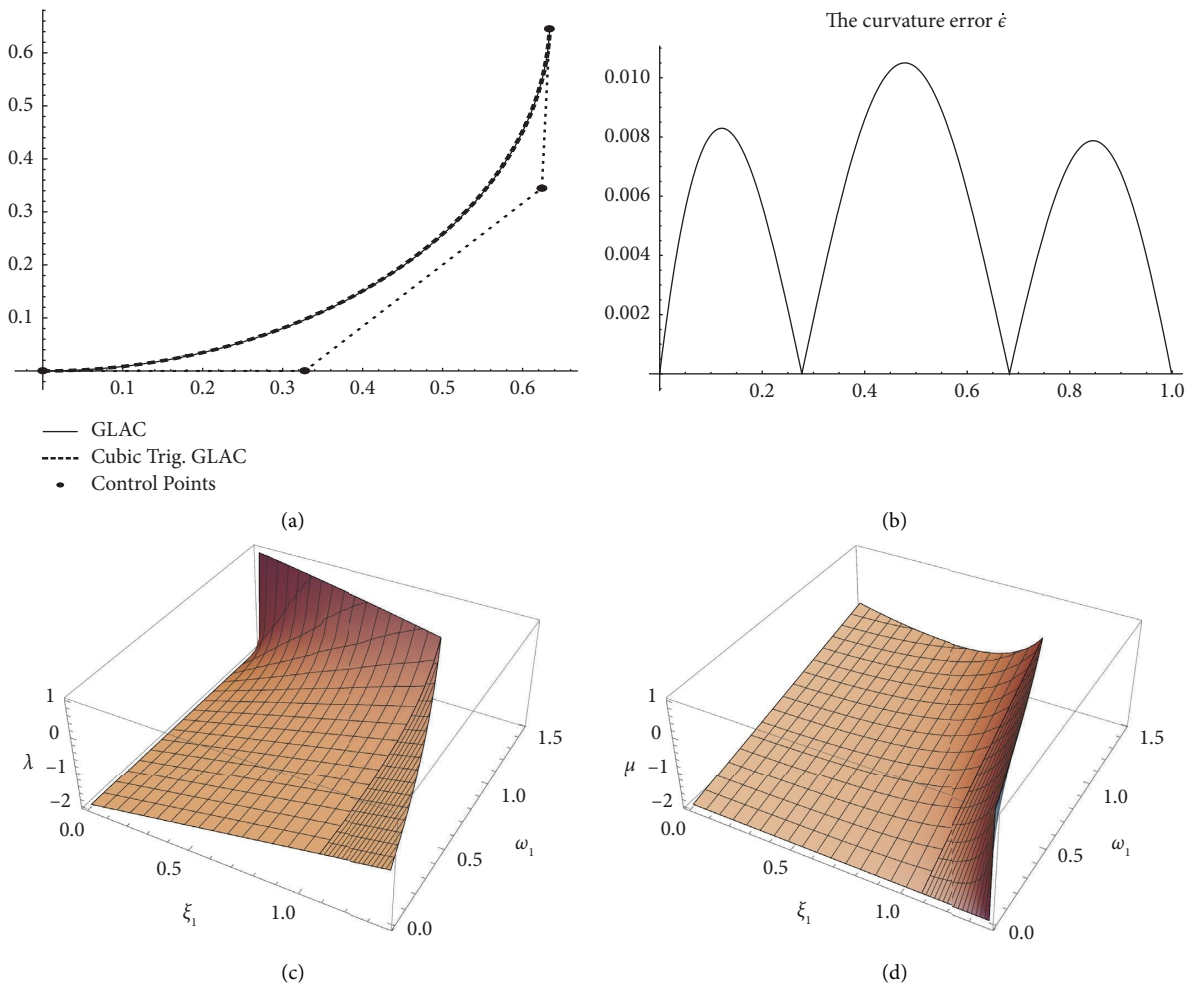 0.6
0.5
0.4
0.3
0.2
0.1
0.1 0.2 0.3 0.4 0.5 0.6
GLAC
Cubic Trig. GLAC
Control Points
(a)
The curvature error ϵ̇
0.010
0.008
0.006
0.004
0.002
0.2 0.4 0.6 0.8 1.0
(b)
1
0
λ −1
−2
0.0
0.5
ξ₁ 1.0
0.0
0.5
ω₁
1.0
1.5
(c)
1
0
μ −1
−2
0.0
0.5
ξ₁ 1.0
0.0
0.5
ω₁
1.0
1.5
(d)